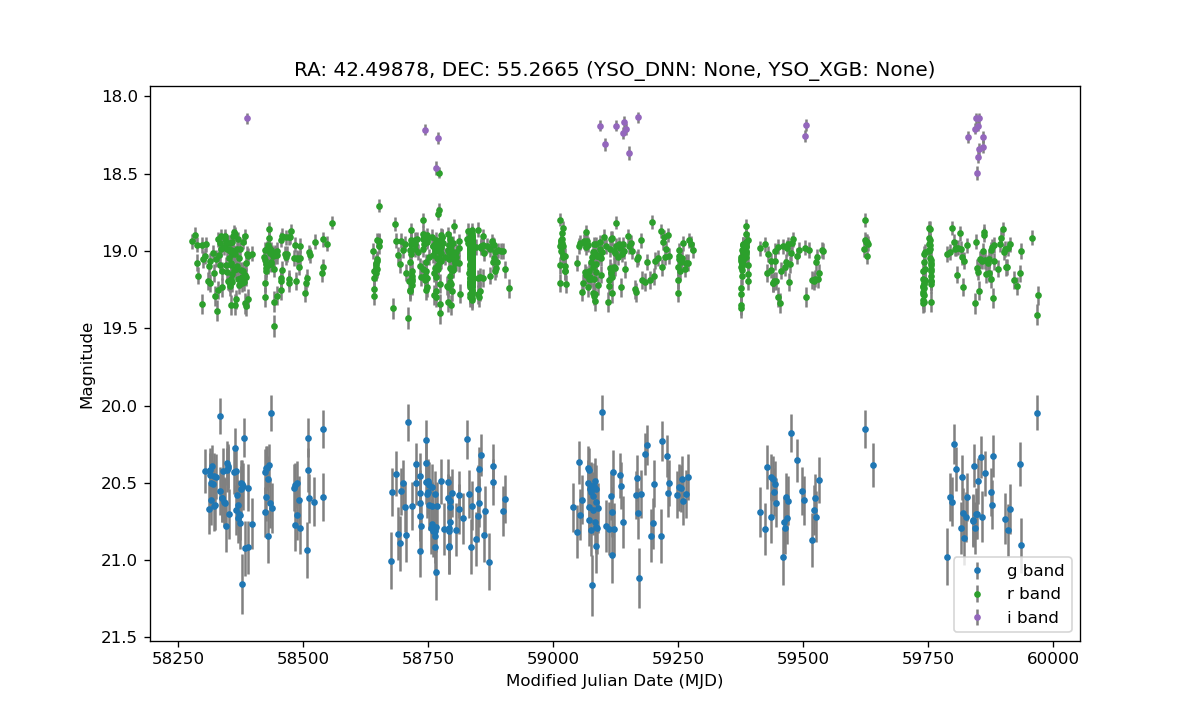 RA: 42.49878, DEC: 55.2665 (YSO_DNN: None, YSO_XGB: None)
18.0
18.5
19.0
19.5
20.0
20.5
21.0
21.5
Magnitude
g band
r band
i band
58250 58500 58750 59000 59250 59500 59750 60000
Modified Julian Date (MJD)